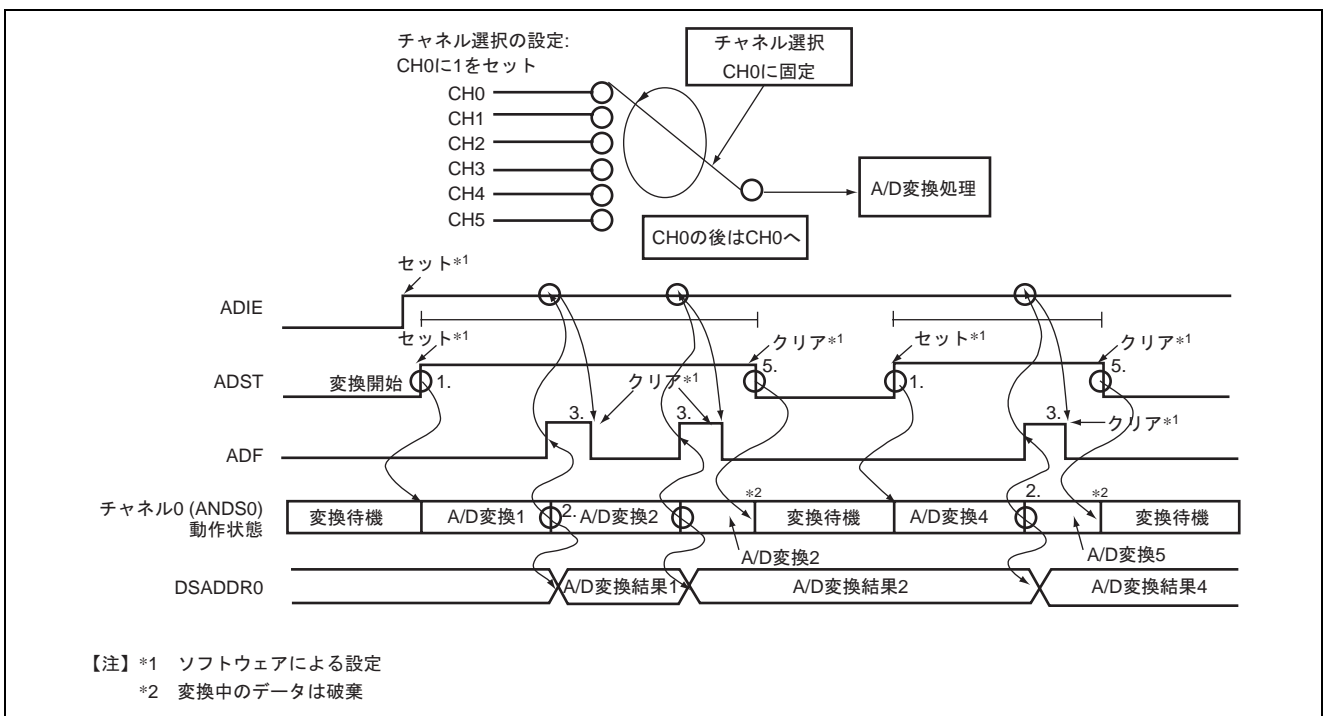 チャネル選択の設定:
CH0に1をセット
チャネル選択
CH0に固定
CH0
CH1
CH2
CH3
CH4
CH5
A/D変換処理
CH0の後はCH0へ
セット*1
ADIE
セット*1
クリア*1
セット*1
クリア*1
ADST
変換開始
1.
クリア*1
5.
1.
5.
3.
3.
3.
クリア*1
ADF
*2
2.
*2
チャネル0 (ANDS0)
動作状態
変換待機
A/D変換1
2.
A/D変換2
変換待機
A/D変換4
変換待機
A/D変換2
A/D変換5
DSADDR0
A/D変換結果1
A/D変換結果2
A/D変換結果4
【注】*1 ソフトウェアによる設定
*2 変換中のデータは破棄